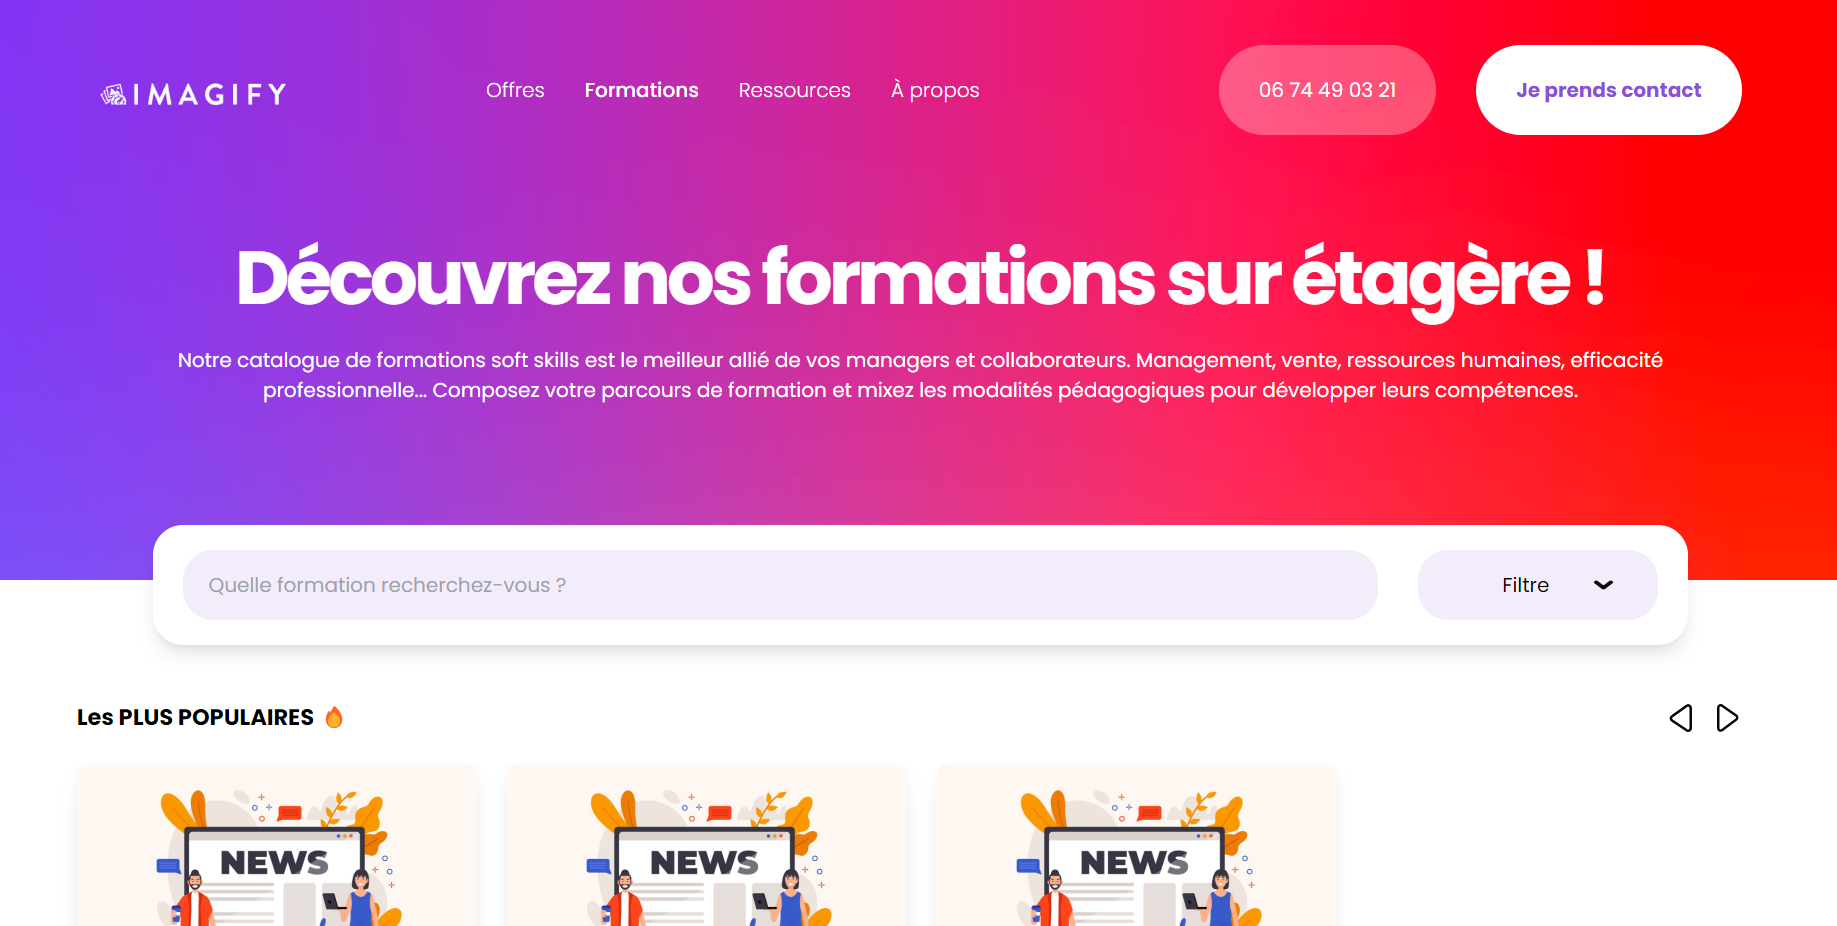 IMAGIFY
Offres
Formations
Ressources
À propos
06 74 49 03 21
Je prends contact
Découvrez nos formations sur étagère !
Notre catalogue de formations soft skills est le meilleur allié de vos managers et collaborateurs. Management, vente, ressources humaines, efficacité
professionnelle... Composez votre parcours de formation et mixez les modalités pédagogiques pour développer leurs compétences.
Quelle formation recherchez-vous ?
Filtre
Les PLUS POPULAIRES
NEWS
NEWS
NEWS